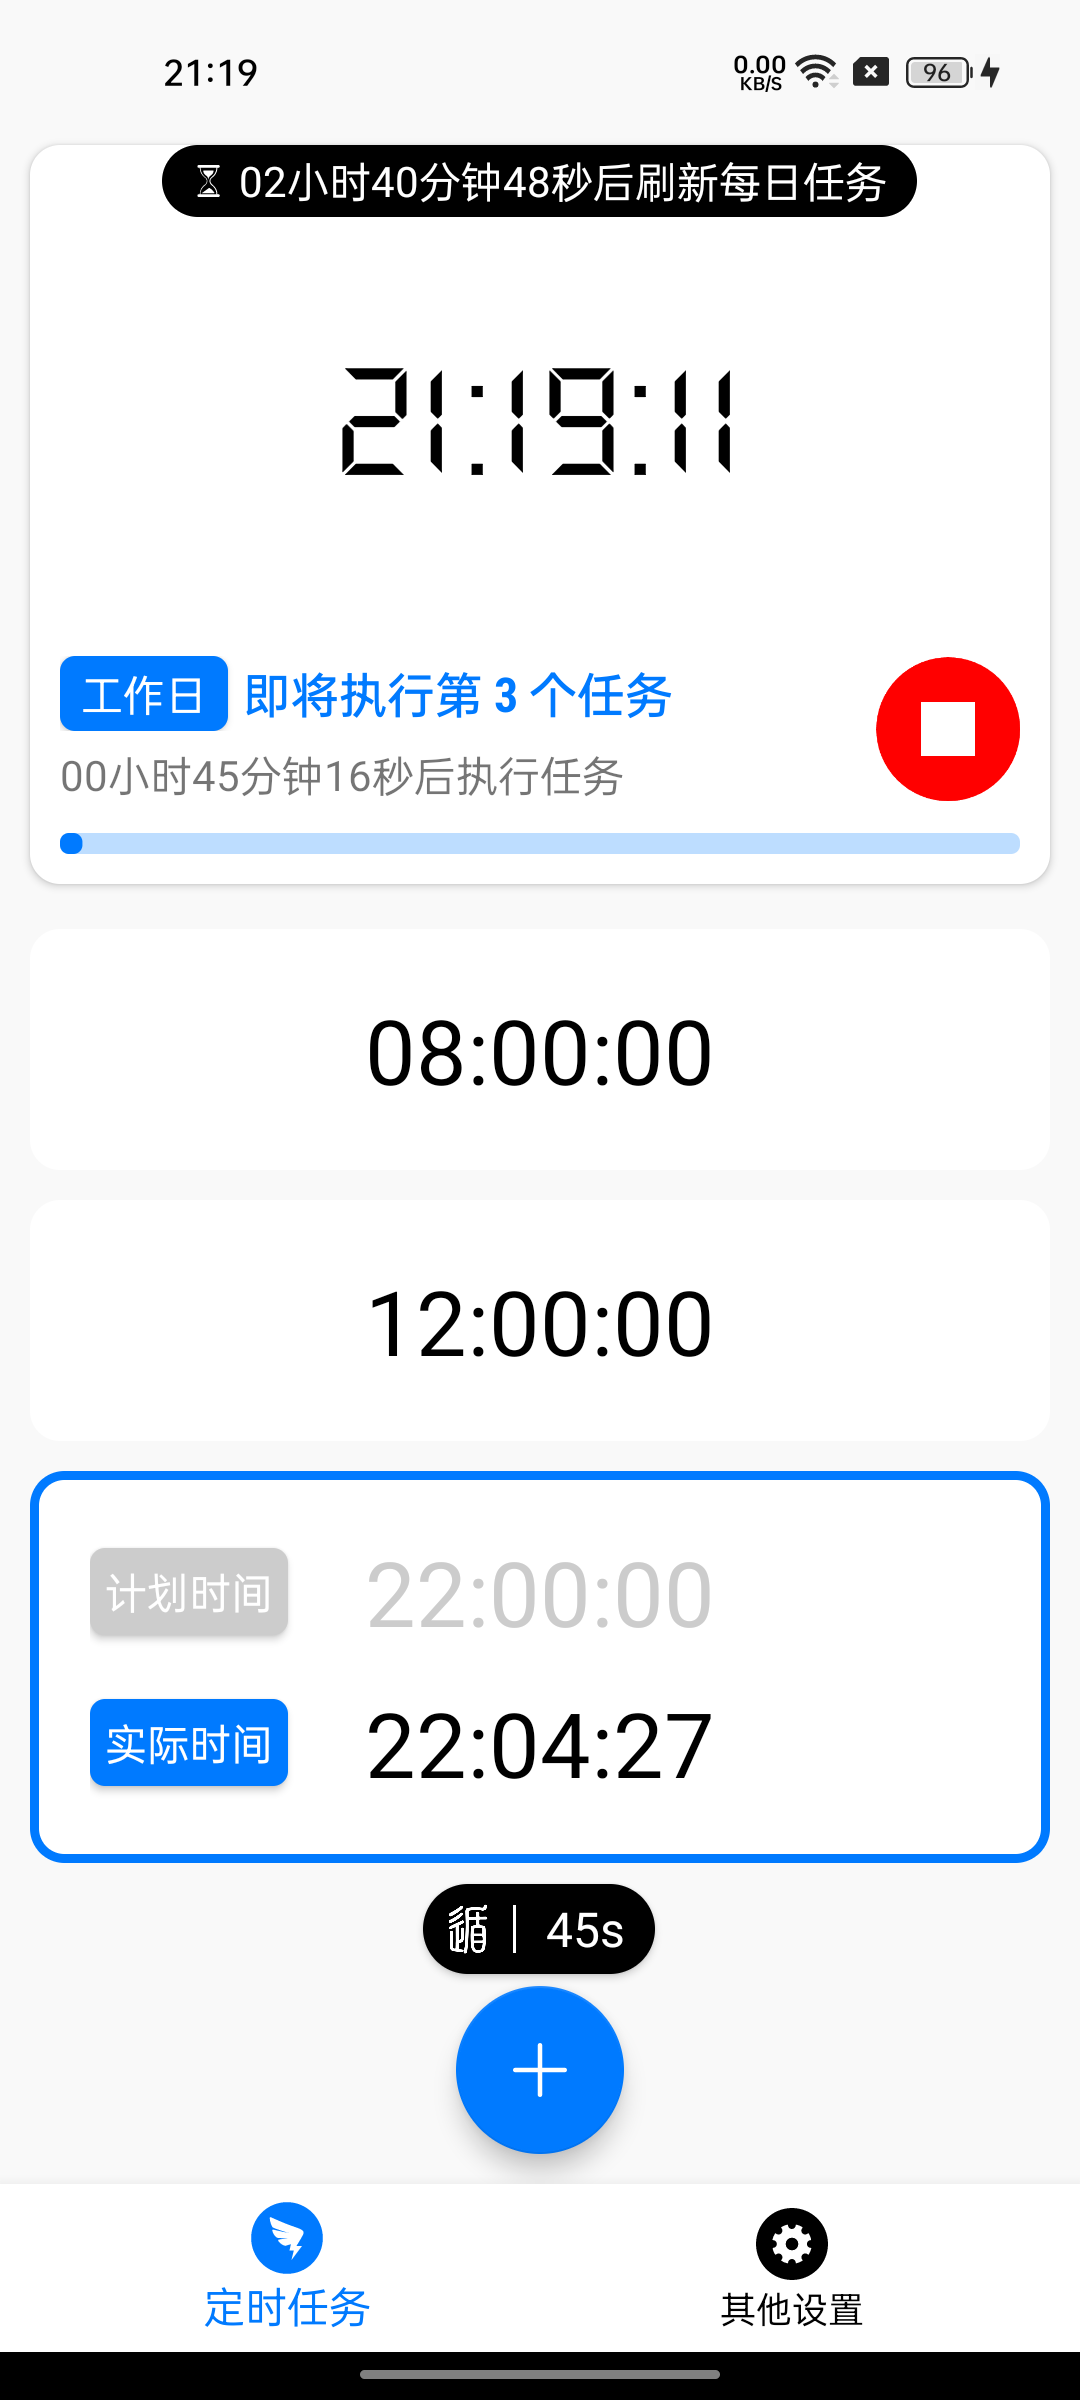 21:19
0.00
KB/S
96
02小时40分钟48秒后刷新每日任务
21:19:11
工作日 即将执行第 3 个任务
00小时45分钟16秒后执行任务
08:00:00
12:00:00
计划时间 22:00:00
实际时间 22:04:27
循 | 45s
定时任务
其他设置